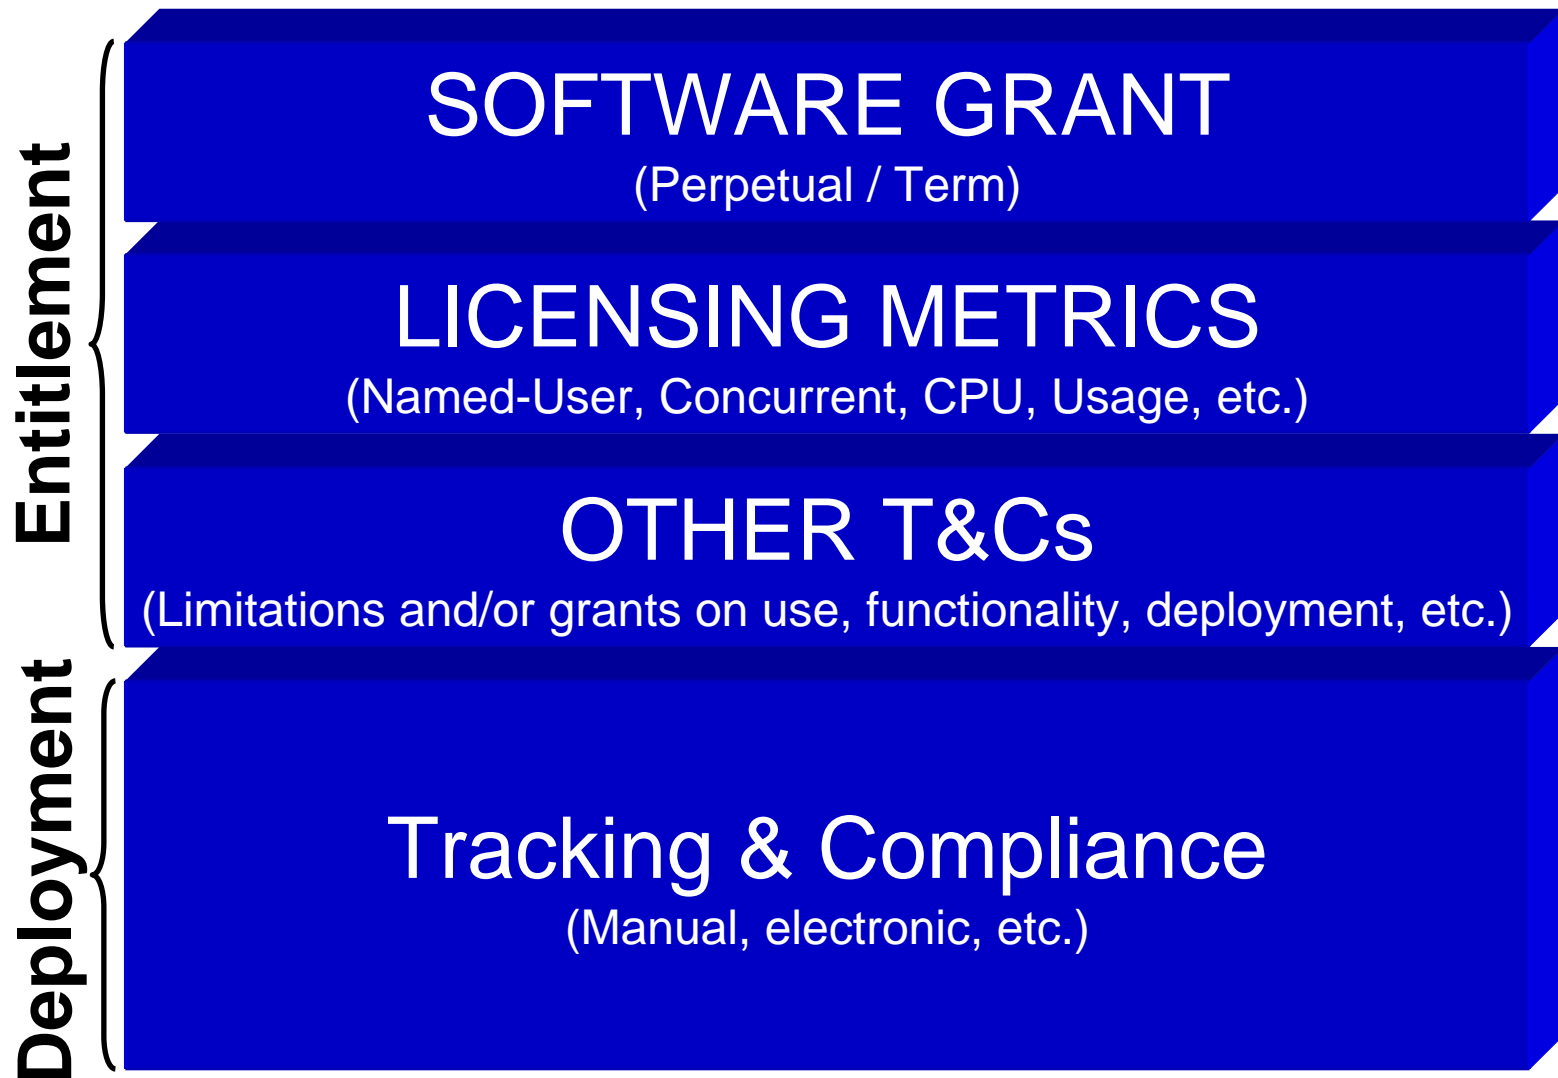 Entitlement
SOFTWARE GRANT
(Perpetual / Term)
LICENSING METRICS
(Named-User, Concurrent, CPU, Usage, etc.)
OTHER T&Cs
(Limitations and/or grants on use, functionality, deployment, etc.)
Deployment
Tracking & Compliance
(Manual, electronic, etc.)